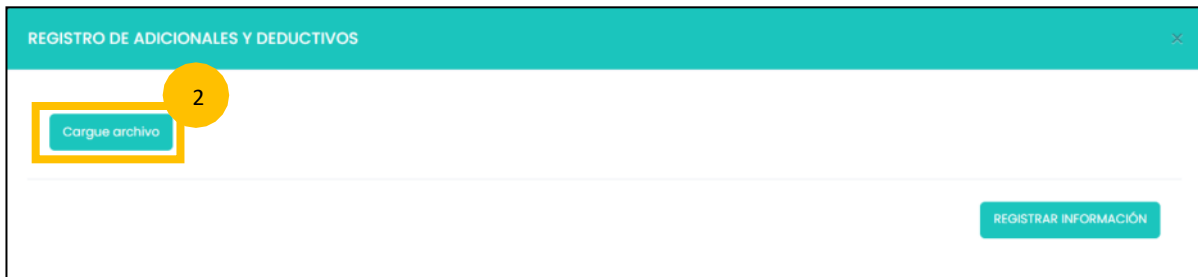 REGISTRO DE ADICIONALES Y DEDUCTIVOS
×
2
Cargue archivo
REGISTRAR INFORMACIÓN